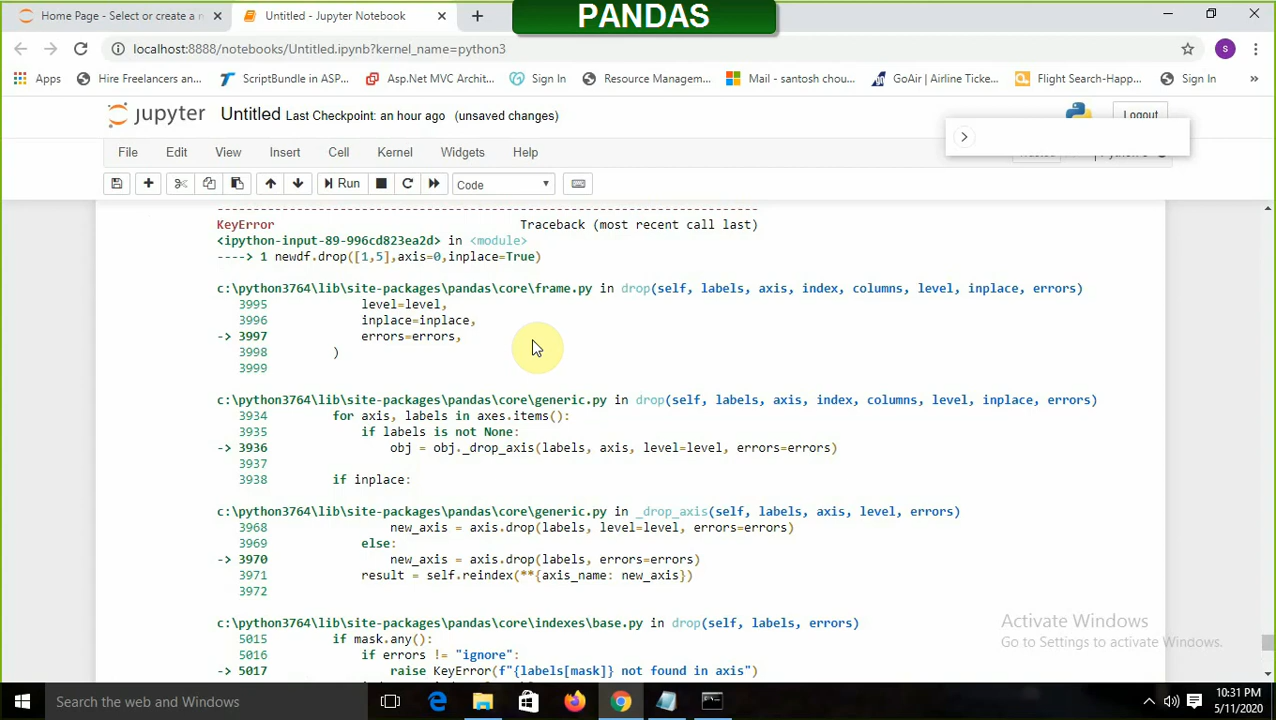 Home Page - Select or create a n
Untitled - Jupyter Notebook
PANDAS
localhost:8888/notebooks/Untitled.ipynb?kernel_name=python3
S
Apps
Hire Freelancers an...
ScriptBundle in ASP...
Asp.Net MVC Archit...
Sign In
Resource Managem...
Mail - santosh chou...
GoAir | Airline Ticke...
Flight Search-Happ...
Sign In
»
jupyter Untitled Last Checkpoint: an hour ago (unsaved changes)
Logout
File Edit View Insert Cell Kernel Widgets Help
Run
Code
---------------------------------------------------------------------------
KeyError Traceback (most recent call last)
<ipython-input-89-996cd823ea2d> in <module>
----> 1 newdf.drop([1,5],axis=0,inplace=True)
c:\python3764\lib\site-packages\pandas\core\frame.py in drop(self, labels, axis, index, columns, level, inplace, errors)
3995 level=level,
3996 inplace=inplace,
-> 3997 errors=errors,
3998 )
3999
c:\python3764\lib\site-packages\pandas\core\generic.py in drop(self, labels, axis, index, columns, level, inplace, errors)
3934 for axis, labels in axes.items():
3935 if labels is not None:
-> 3936 obj = obj._drop_axis(labels, axis, level=level, errors=errors)
3937
3938 if inplace:
c:\python3764\lib\site-packages\pandas\core\generic.py in _drop_axis(self, labels, axis, level, errors)
3968 new_axis = axis.drop(labels, level=level, errors=errors)
3969 else:
-> 3970 new_axis = axis.drop(labels, errors=errors)
3971 result = self.reindex(**{axis_name: new_axis})
3972
c:\python3764\lib\site-packages\pandas\core\indexes\base.py in drop(self, labels, errors)
5015 if mask.any():
5016 if errors != "ignore":
-> 5017 raise KeyError(f"{labels[mask]} not found in axis")
Activate Windows
Go to Settings to activate Windows.
Search the web and Windows
10:31 PM
5/11/2020